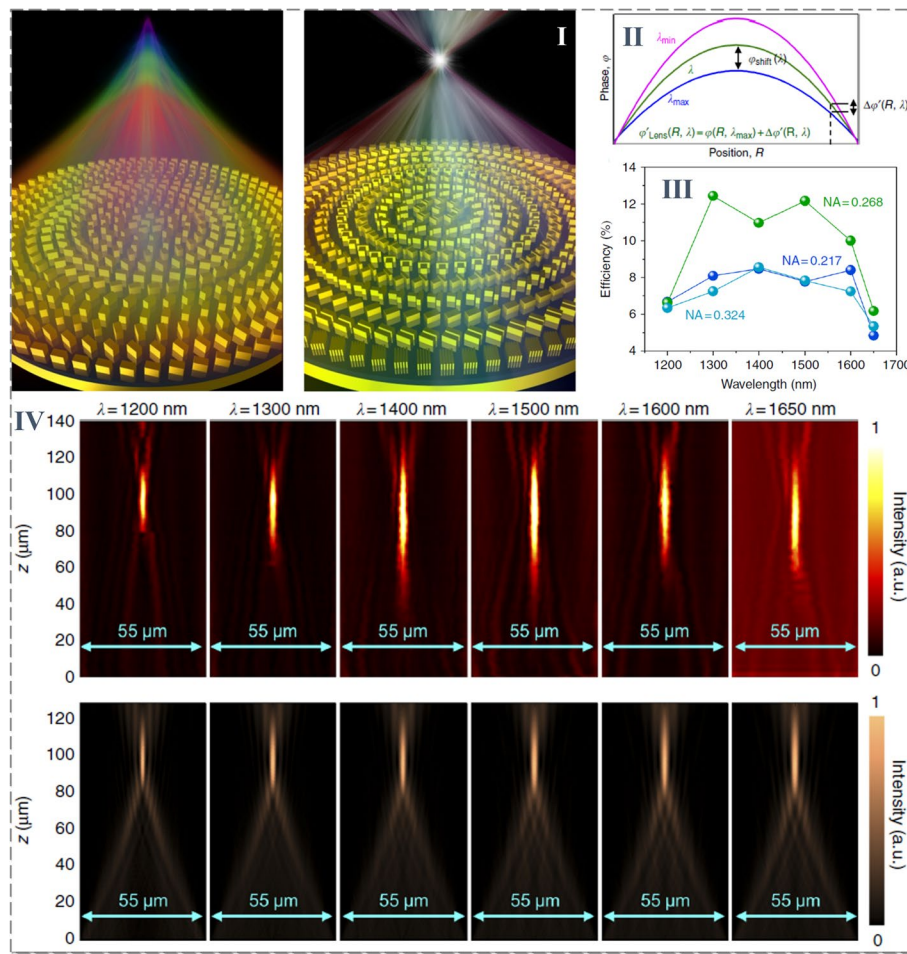 I
II
Phase, φ
λmin
λ
λmax
φshift(λ)
Δφ'(R, λ)
φ'Lens(R, λ) = φ(R, λmax) + Δφ'(R, λ)
Position, R
III
Efficiency (%)
12
10
8
6
4
NA = 0.268
NA = 0.217
NA = 0.324
1200 1300 1400 1500 1600 1700
Wavelength (nm)
IV
λ = 1200 nm λ = 1300 nm λ = 1400 nm λ = 1500 nm λ = 1600 nm λ = 1650 nm
z (µm)
140
120
100
80
60
40
20
0
55 µm 55 µm 55 µm 55 µm 55 µm 55 µm
1
Intensity (a.u.)
0
z (µm)
120
100
80
60
40
20
0
55 µm 55 µm 55 µm 55 µm 55 µm 55 µm
1
Intensity (a.u.)
0